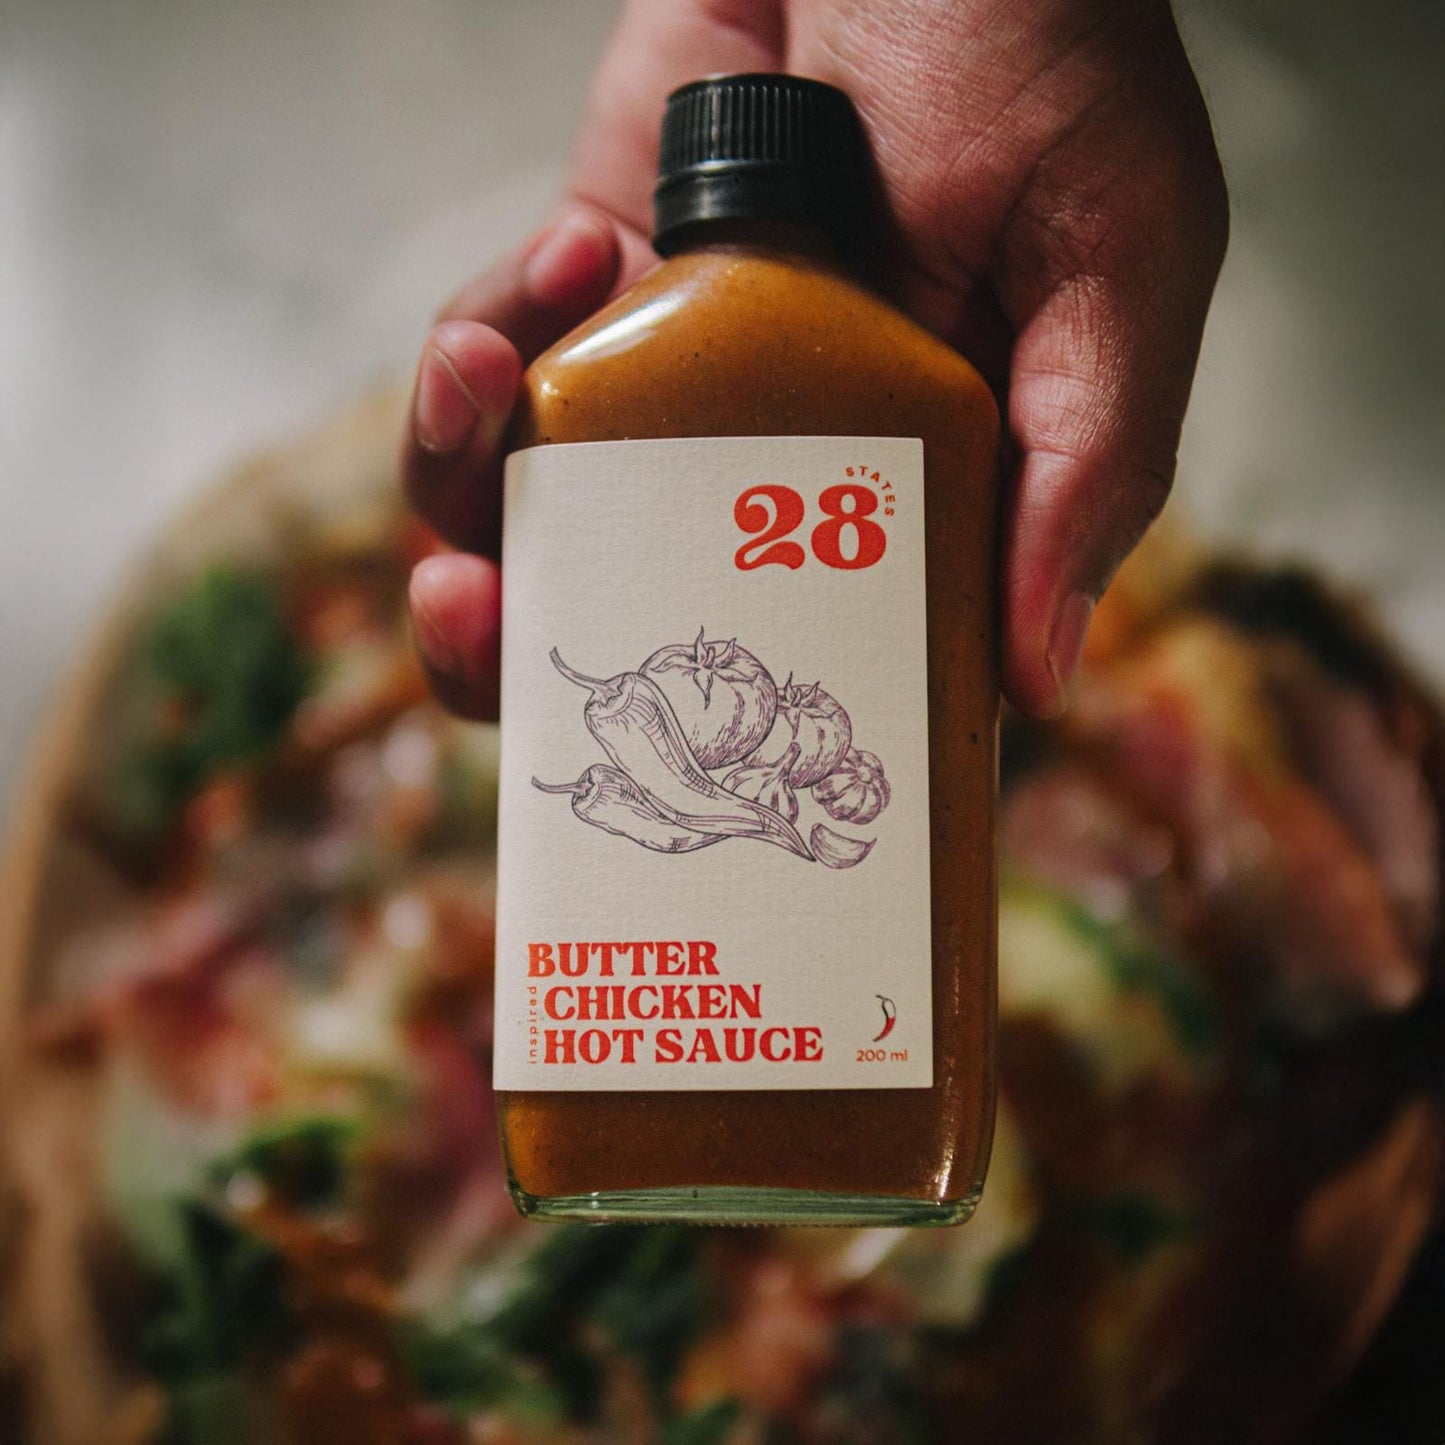 STATES
28
BUTTER
inspired
CHICKEN
HOT SAUCE
200 ml